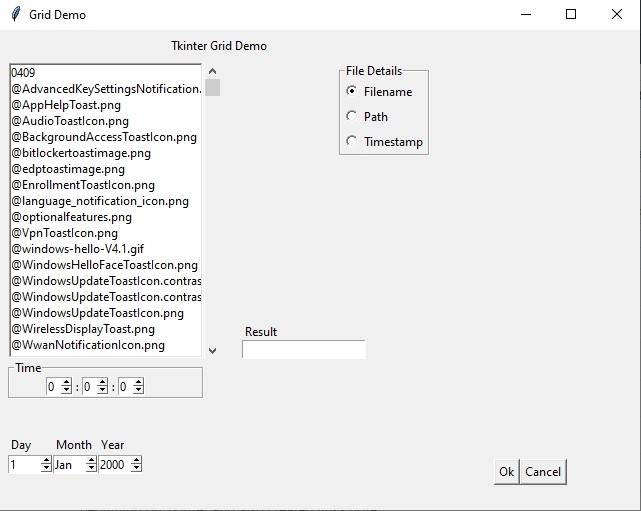 Grid Demo
Tkinter Grid Demo
0409
@AdvancedKeySettingsNotification.
@AppHelpToast.png
@AudioToastIcon.png
@BackgroundAccessToastIcon.png
@bitlockertoastimage.png
@edptoastimage.png
@EnrollmentToastIcon.png
@language_notification_icon.png
@optionalfeatures.png
@VpnToastIcon.png
@windows-hello-V4.1.gif
@WindowsHelloFaceToastIcon.png
@WindowsUpdateToastIcon.contras
@WindowsUpdateToastIcon.contras
@WindowsUpdateToastIcon.png
@WirelessDisplayToast.png
@WwanNotificationIcon.png
File Details
Filename
Path
Timestamp
Result
Time
0 : 0 : 0
Day Month Year
1 Jan 2000
Ok Cancel